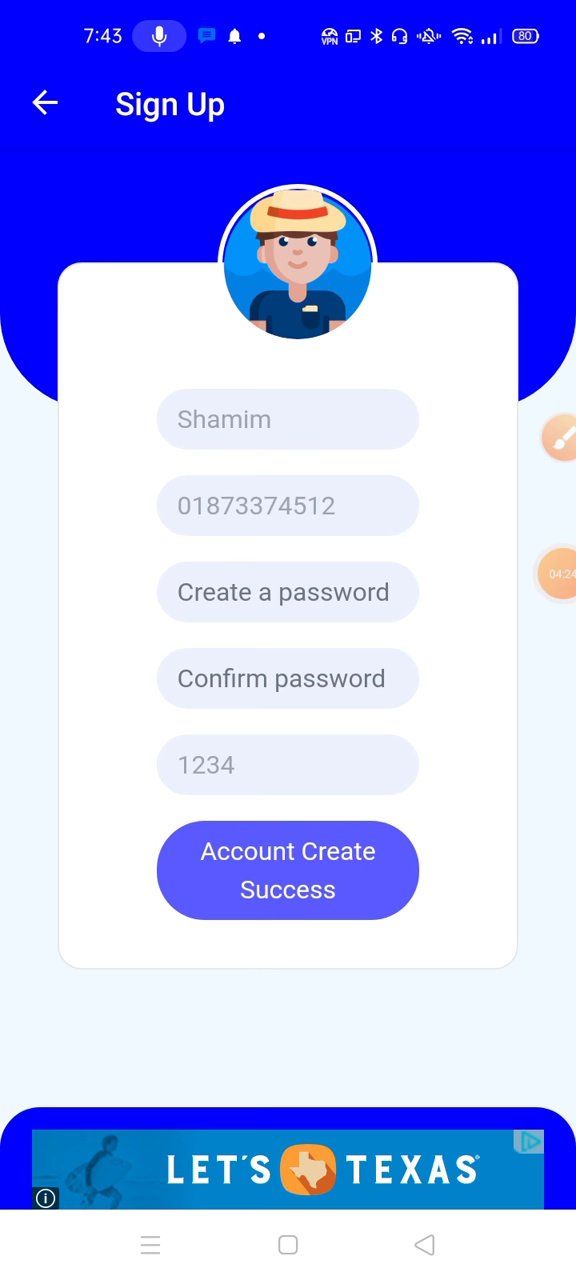 7:43
VPN
80
Sign Up
Shamim
01873374512
Create a password
04:24
Confirm password
1234
Account Create
Success
LET'S TEXAS